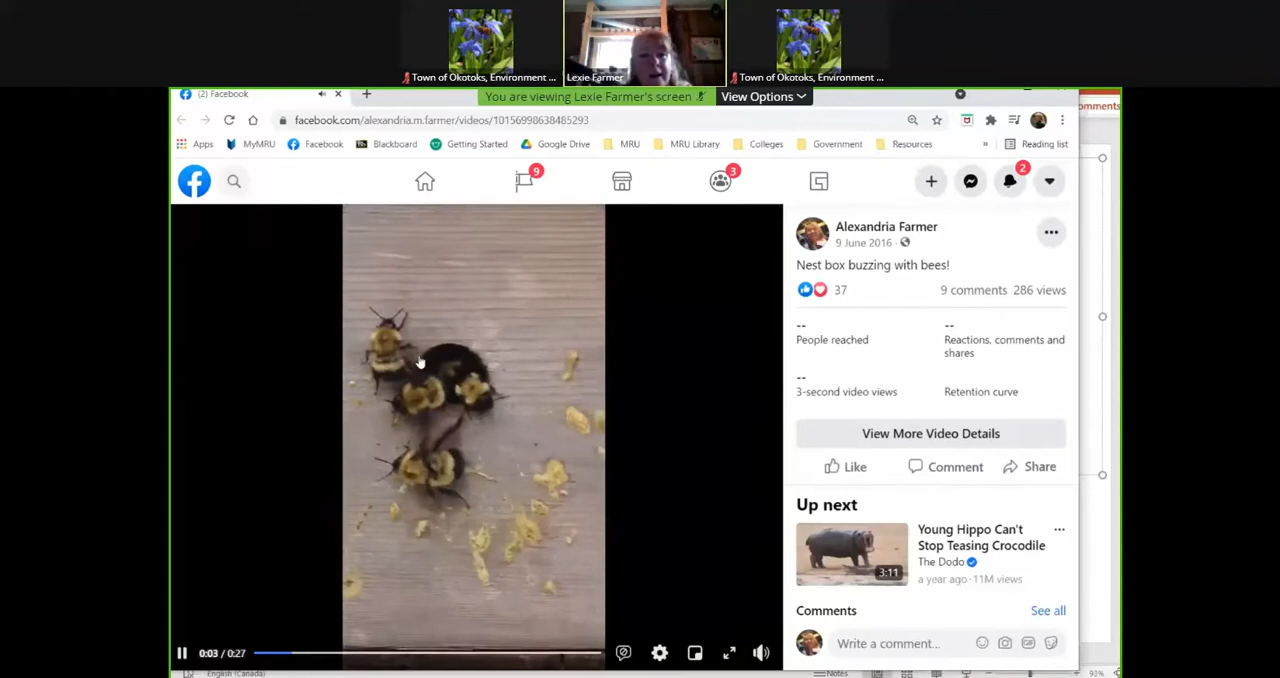 Town of Okotoks, Environment ...
Lexie Farmer
Town of Okotoks, Environment ...
You are viewing Lexie Farmer's screen
View Options
(2) Facebook
omments
facebook.com/alexandria.m.farmer/videos/10156998638485293
Apps
MyMRU
Facebook
Blackboard
Getting Started
Google Drive
MRU
MRU Library
Colleges
Government
Resources
»
Reading list
9
3
2
Alexandria Farmer
9 June 2016 ·
Nest box buzzing with bees!
37
9 comments 286 views
--
People reached
--
Reactions, comments and
shares
--
3-second video views
Retention curve
View More Video Details
Like
Comment
Share
Up next
Young Hippo Can't
Stop Teasing Crocodile
The Dodo
a year ago · 11M views
3:11
Comments
See all
Write a comment...
GIF
0:03 / 0:27
English (Canada)
Notes
93%